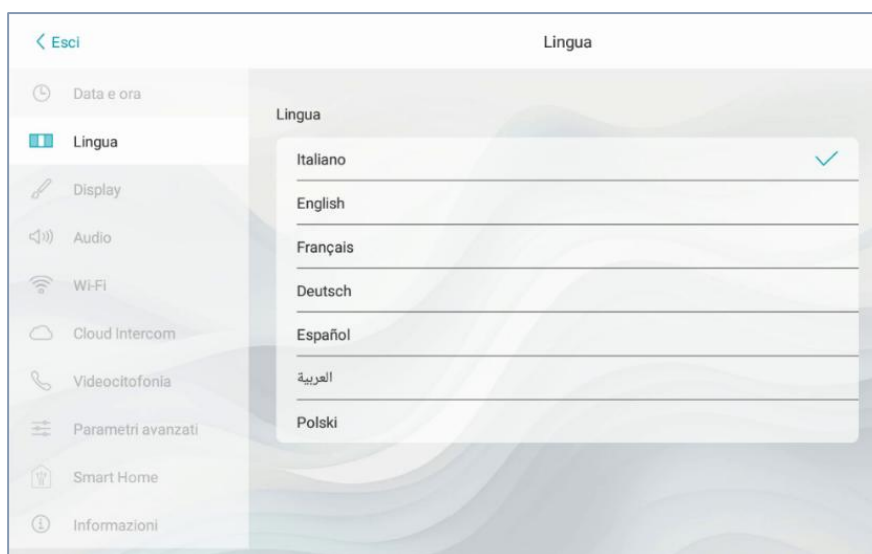 Esci
Lingua
Data e ora
Lingua
Display
Audio
Wi-Fi
Cloud Intercom
Videocitofonia
Parametri avanzati
Smart Home
Informazioni
Lingua
Italiano
English
Français
Deutsch
Español
العربية
Polski